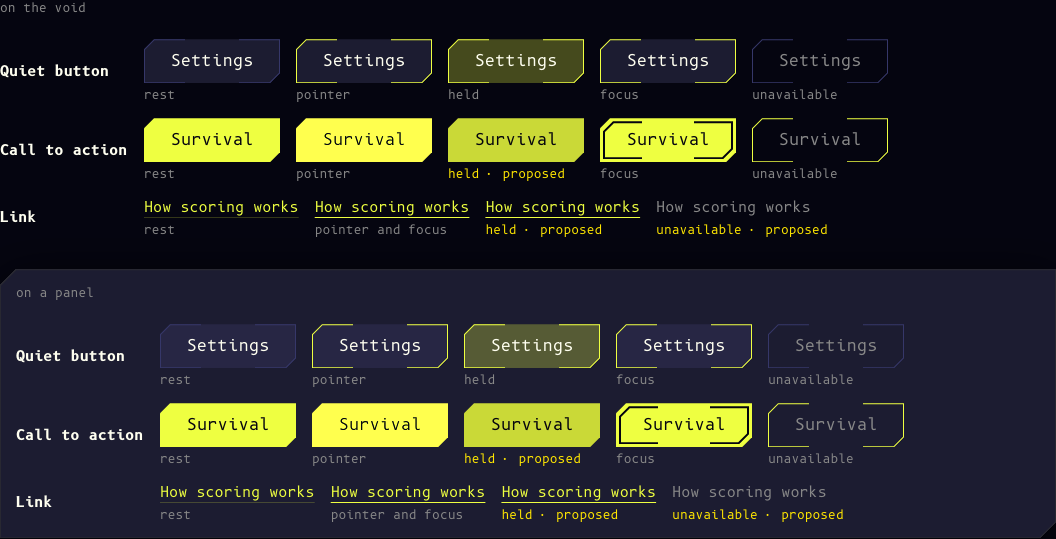 on the void
Quiet button Settings Settings Settings Settings Settings
rest pointer held focus unavailable
Call to action Survival Survival Survival Survival Survival
rest pointer held · proposed focus unavailable
Link How scoring works How scoring works How scoring works How scoring works
rest pointer and focus held · proposed unavailable · proposed
on a panel
Quiet button Settings Settings Settings Settings Settings
rest pointer held focus unavailable
Call to action Survival Survival Survival Survival Survival
rest pointer held · proposed focus unavailable
Link How scoring works How scoring works How scoring works How scoring works
rest pointer and focus held · proposed unavailable · proposed